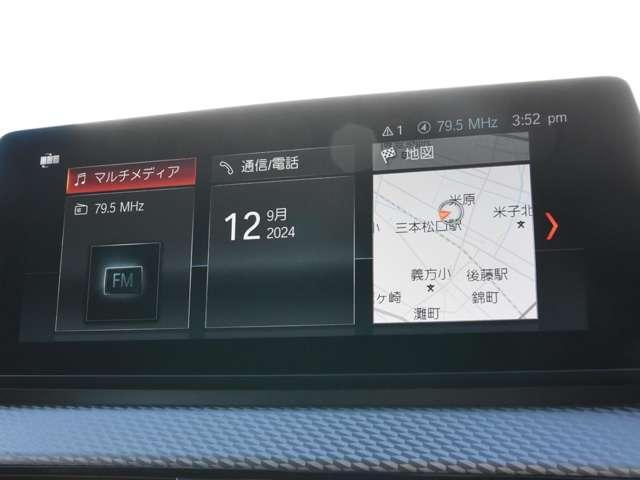 1 79.5 MHz 3:52 pm
マルチメディア
79.5 MHz
FM
通信/電話
12 9月
2024
地図
米原
三本松口駅
米子北
義方小
後藤駅
ヶ崎
錦町
灘町